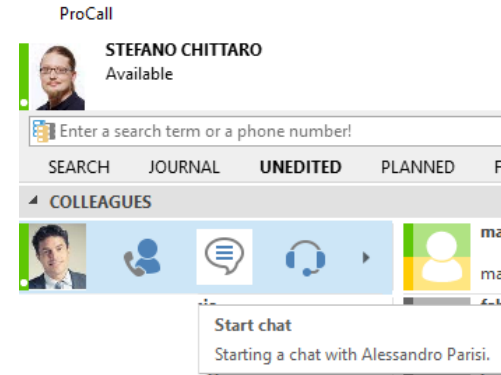 ProCall
STEFANO CHITTARO
Available
Enter a search term or a phone number!
SEARCH JOURNAL UNEDITED PLANNED
COLLEAGUES
Start chat
Starting a chat with Alessandro Parisi.